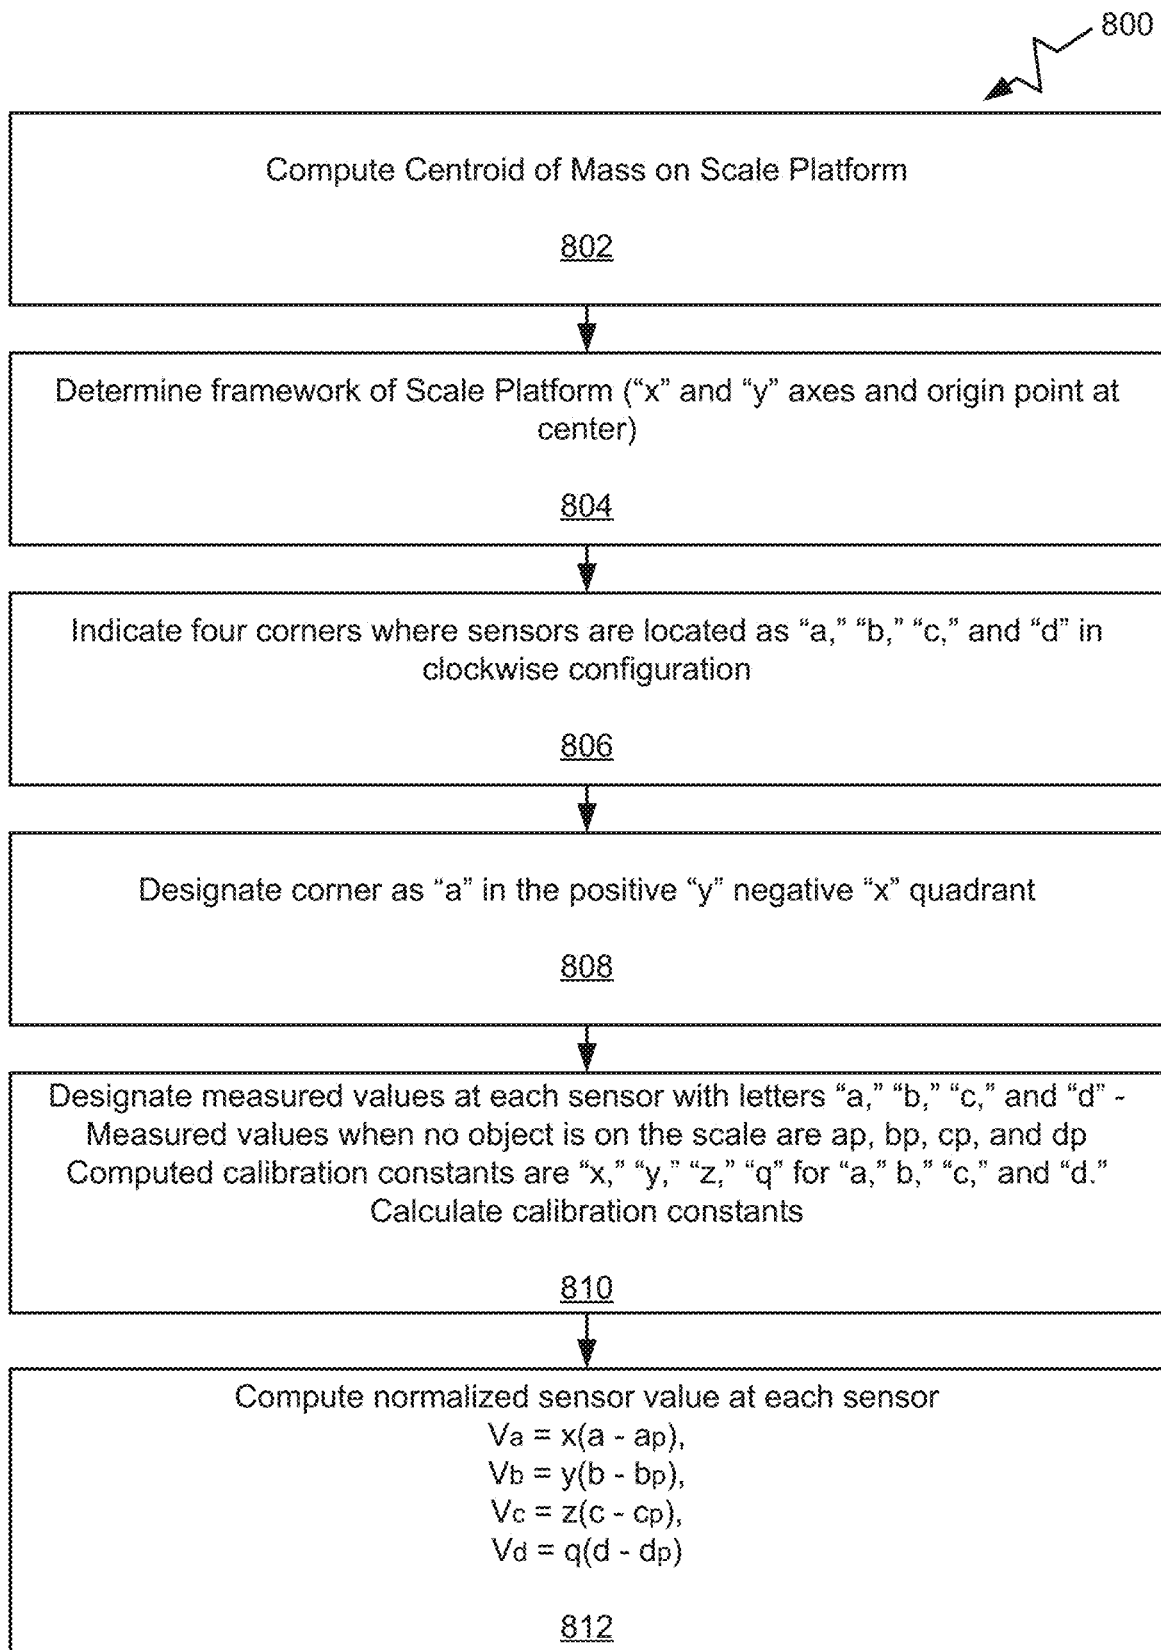 800
Compute Centroid of Mass on Scale Platform
802
Determine framework of Scale Platform (“x” and “y” axes and origin point at
center)
804
Indicate four corners where sensors are located as “a,” “b,” “c,” and “d” in
clockwise configuration
806
Designate corner as “a” in the positive “y” negative “x” quadrant
808
Designate measured values at each sensor with letters “a,” “b,” “c,” and “d” -
Measured values when no object is on the scale are ap, bp, cp, and dp
Computed calibration constants are “x,” “y,” “z,” “q” for “a,” b,” “c,” and “d.”
Calculate calibration constants
810
Compute normalized sensor value at each sensor
Va = x(a - ap),
Vb = y(b - bp),
Vc = z(c - cp),
Vd = q(d - dp)
812